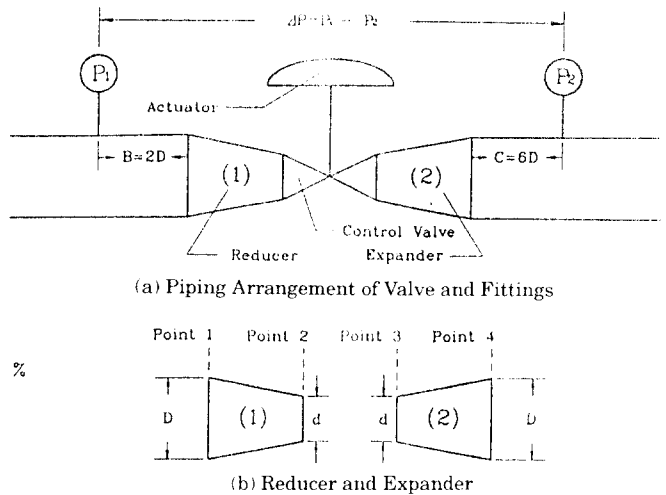 dP=P₁ - P₂
P₁
P₂
Actuator
B=2D
C=6D
(1)
(2)
Control Valve
Reducer
Expander
(a) Piping Arrangement of Valve and Fittings
Point 1 Point 2 Point 3 Point 4
%
D (1) d d (2) D
(b) Reducer and Expander